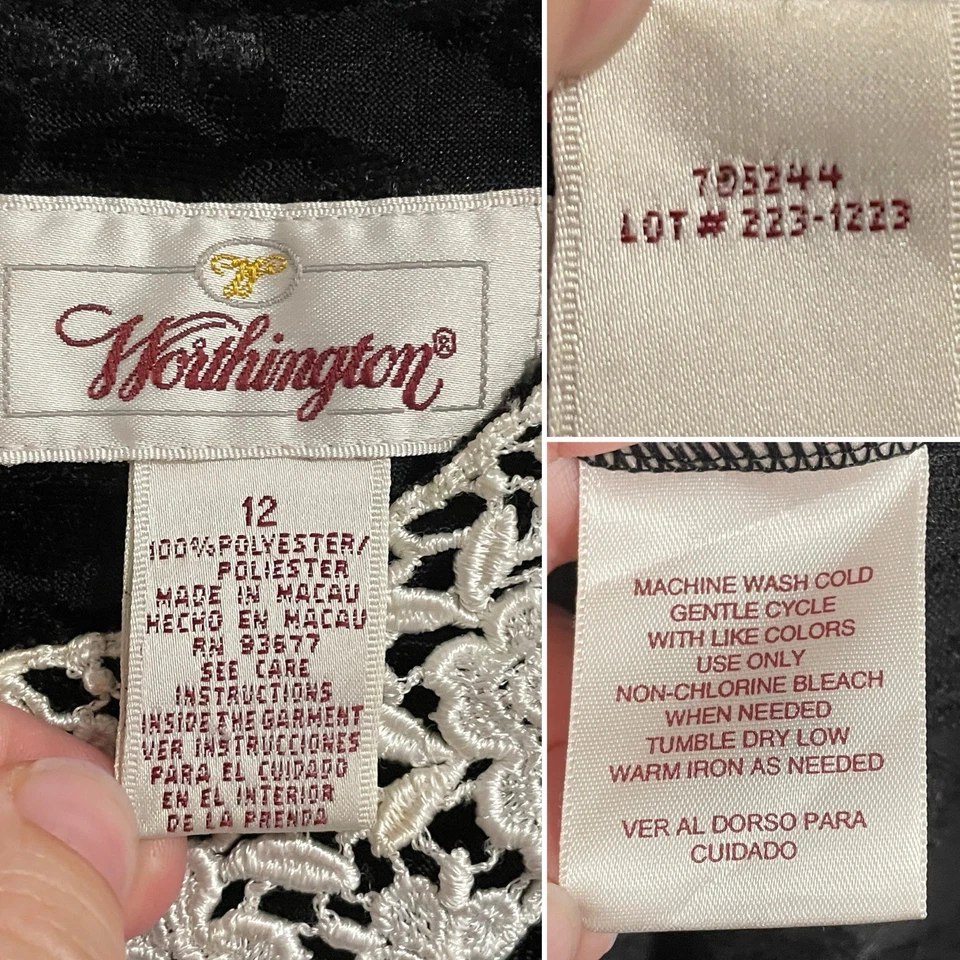 Worthington®
12
100% POLYESTER/
POLIESTER
MADE IN MACAU
HECHO EN MACAU
RN 93677
SEE CARE
INSTRUCTIONS
INSIDE THE GARMENT
VER INSTRUCCIONES
PARA EL CUIDADO
EN EL INTERIOR
DE LA PRENDA
LOT # 223-1223
MACHINE WASH COLD
GENTLE CYCLE
WITH LIKE COLORS
USE ONLY
NON-CHLORINE BLEACH
WHEN NEEDED
TUMBLE DRY LOW
WARM IRON AS NEEDED
VER AL DORSO PARA
CUIDADO